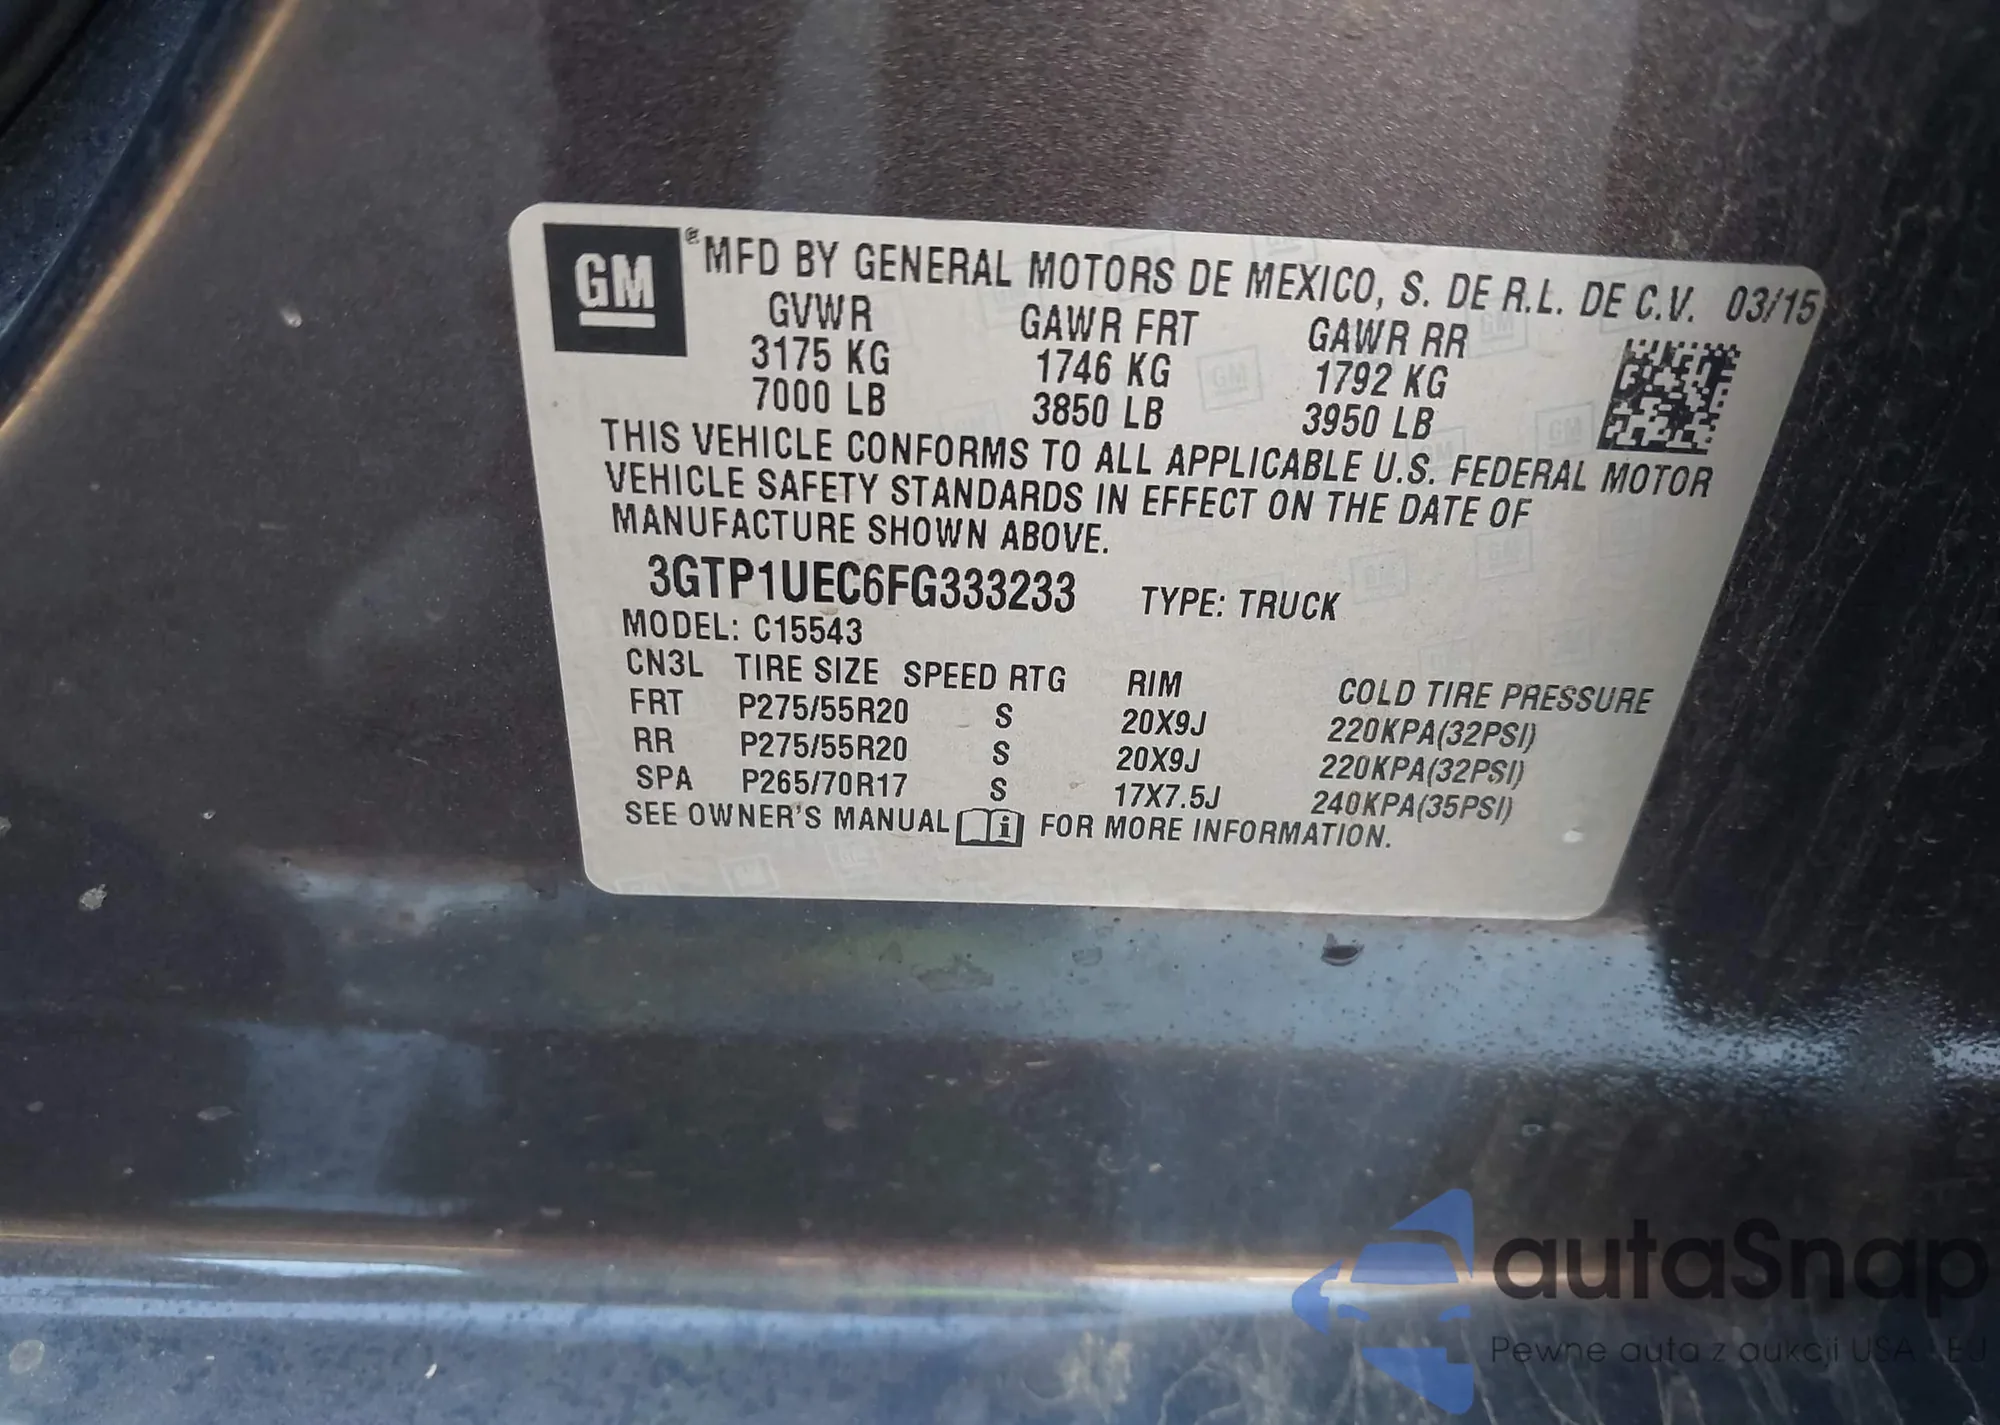 GM ® MFD BY GENERAL MOTORS DE MEXICO, S. DE R.L. DE C.V. 03/15
GVWR GAWR FRT GAWR RR
3175 KG 1746 KG 1792 KG
7000 LB 3850 LB 3950 LB
THIS VEHICLE CONFORMS TO ALL APPLICABLE U.S. FEDERAL MOTOR
VEHICLE SAFETY STANDARDS IN EFFECT ON THE DATE OF
MANUFACTURE SHOWN ABOVE.
3GTP1UEC6FG333233 TYPE: TRUCK
MODEL: C15543
CN3L TIRE SIZE SPEED RTG RIM COLD TIRE PRESSURE
FRT P275/55R20 S 20X9J 220KPA(32PSI)
RR P275/55R20 S 20X9J 220KPA(32PSI)
SPA P265/70R17 S 17X7.5J 240KPA(35PSI)
SEE OWNER'S MANUAL i FOR MORE INFORMATION.
autaSnap
Pewne auta z aukcji USA i EU